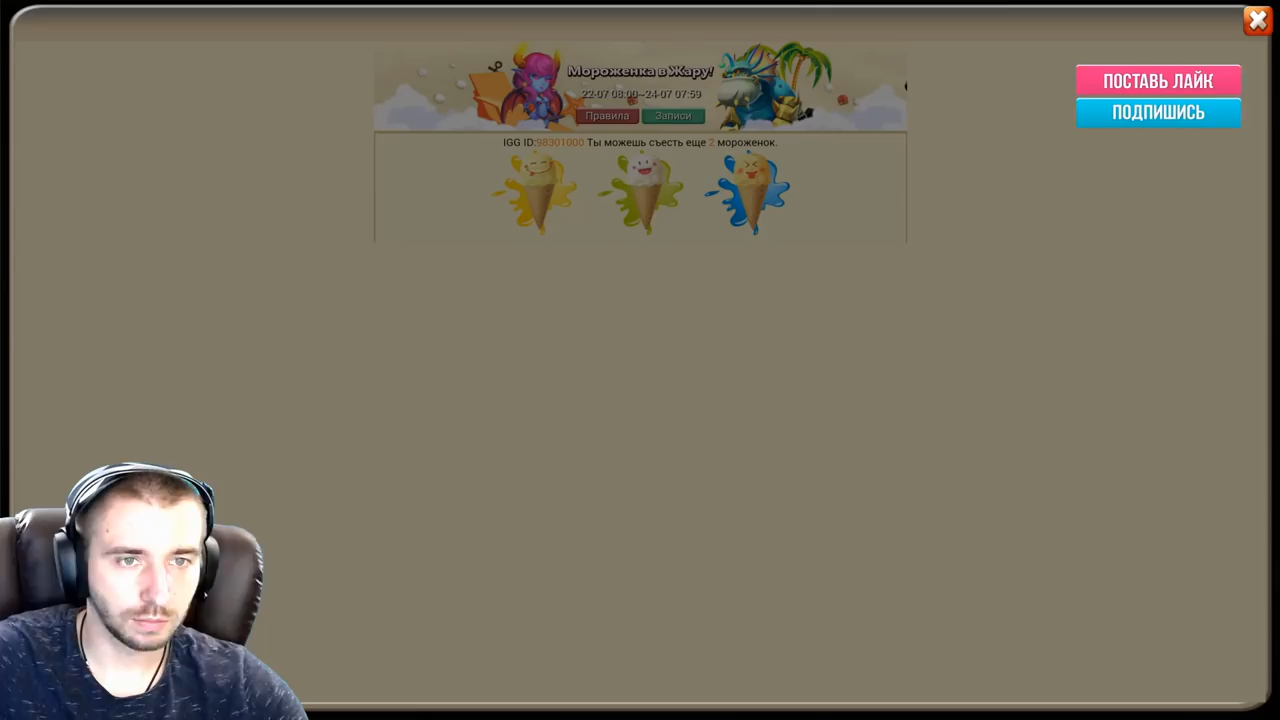 Мороженка в Жару!
22-07 08:00~24-07 07:59
Правила Записи
IGG ID:98301000 Ты можешь съесть еще 2 мороженок.
ПОСТАВЬ ЛАЙК
ПОДПИШИСЬ